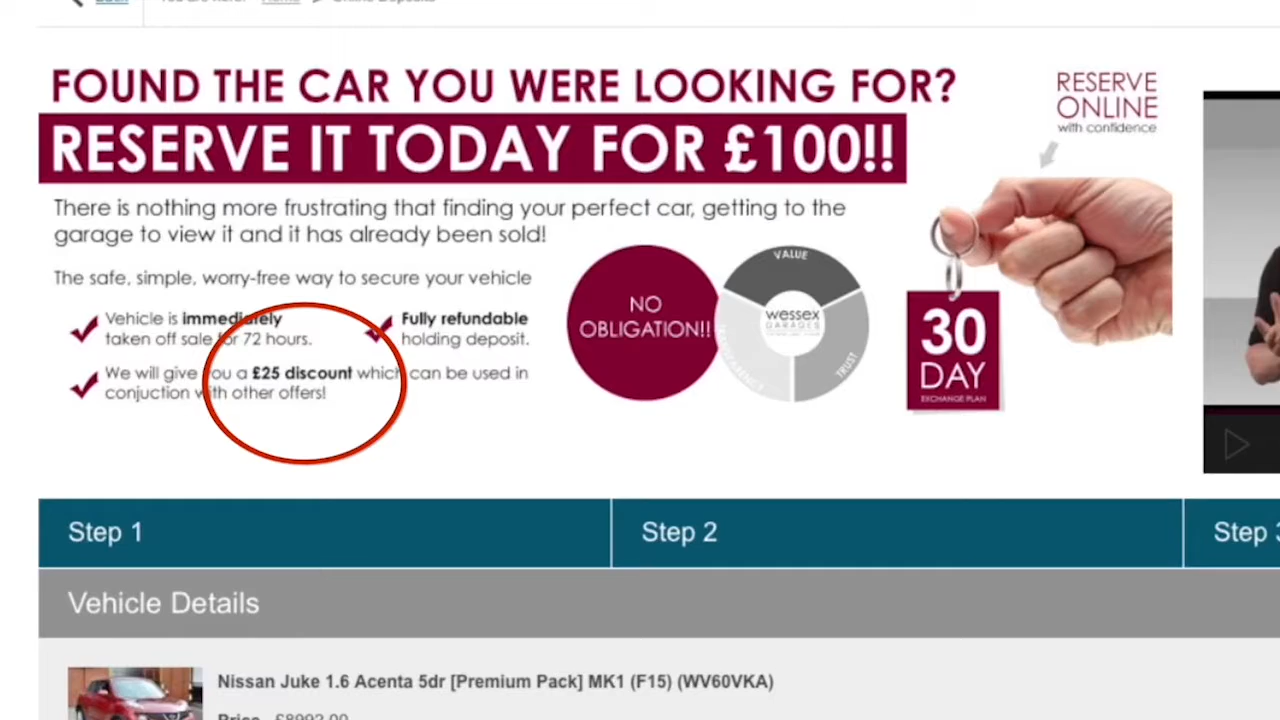 FOUND THE CAR YOU WERE LOOKING FOR?
RESERVE IT TODAY FOR £100!!
RESERVE
ONLINE
with confidence
There is nothing more frustrating that finding your perfect car, getting to the
garage to view it and it has already been sold!
The safe, simple, worry-free way to secure your vehicle
Vehicle is immediately
taken off sale for 72 hours.
Fully refundable
holding deposit.
We will give you a £25 discount which can be used in
conjuction with other offers!
NO
OBLIGATION!!
VALUE
TRANSPARENCY
TRUST
wessex
GARAGES
30
DAY
EXCHANGE PLAN
Step 1
Step 2
Step 3
Vehicle Details
Nissan Juke 1.6 Acenta 5dr [Premium Pack] MK1 (F15) (WV60VKA)
Price